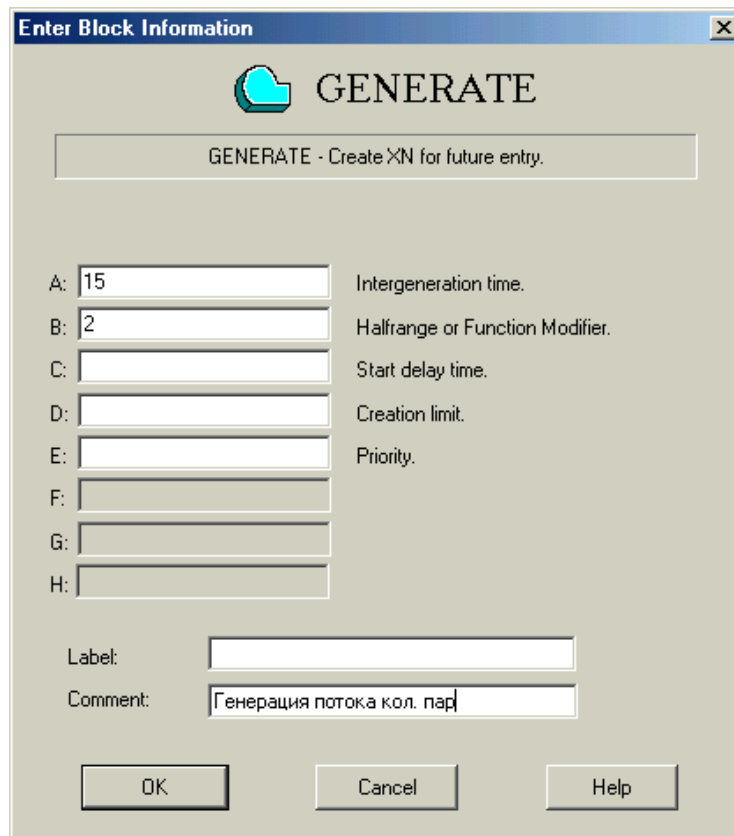 Enter Block Information
GENERATE
GENERATE - Create XN for future entry.
A: 15 Intergeneration time.
B: 2 Halfrange or Function Modifier.
C: Start delay time.
D: Creation limit.
E: Priority.
F:
G:
H:
Label:
Comment: Генерация потока кол. пар
OK Cancel Help